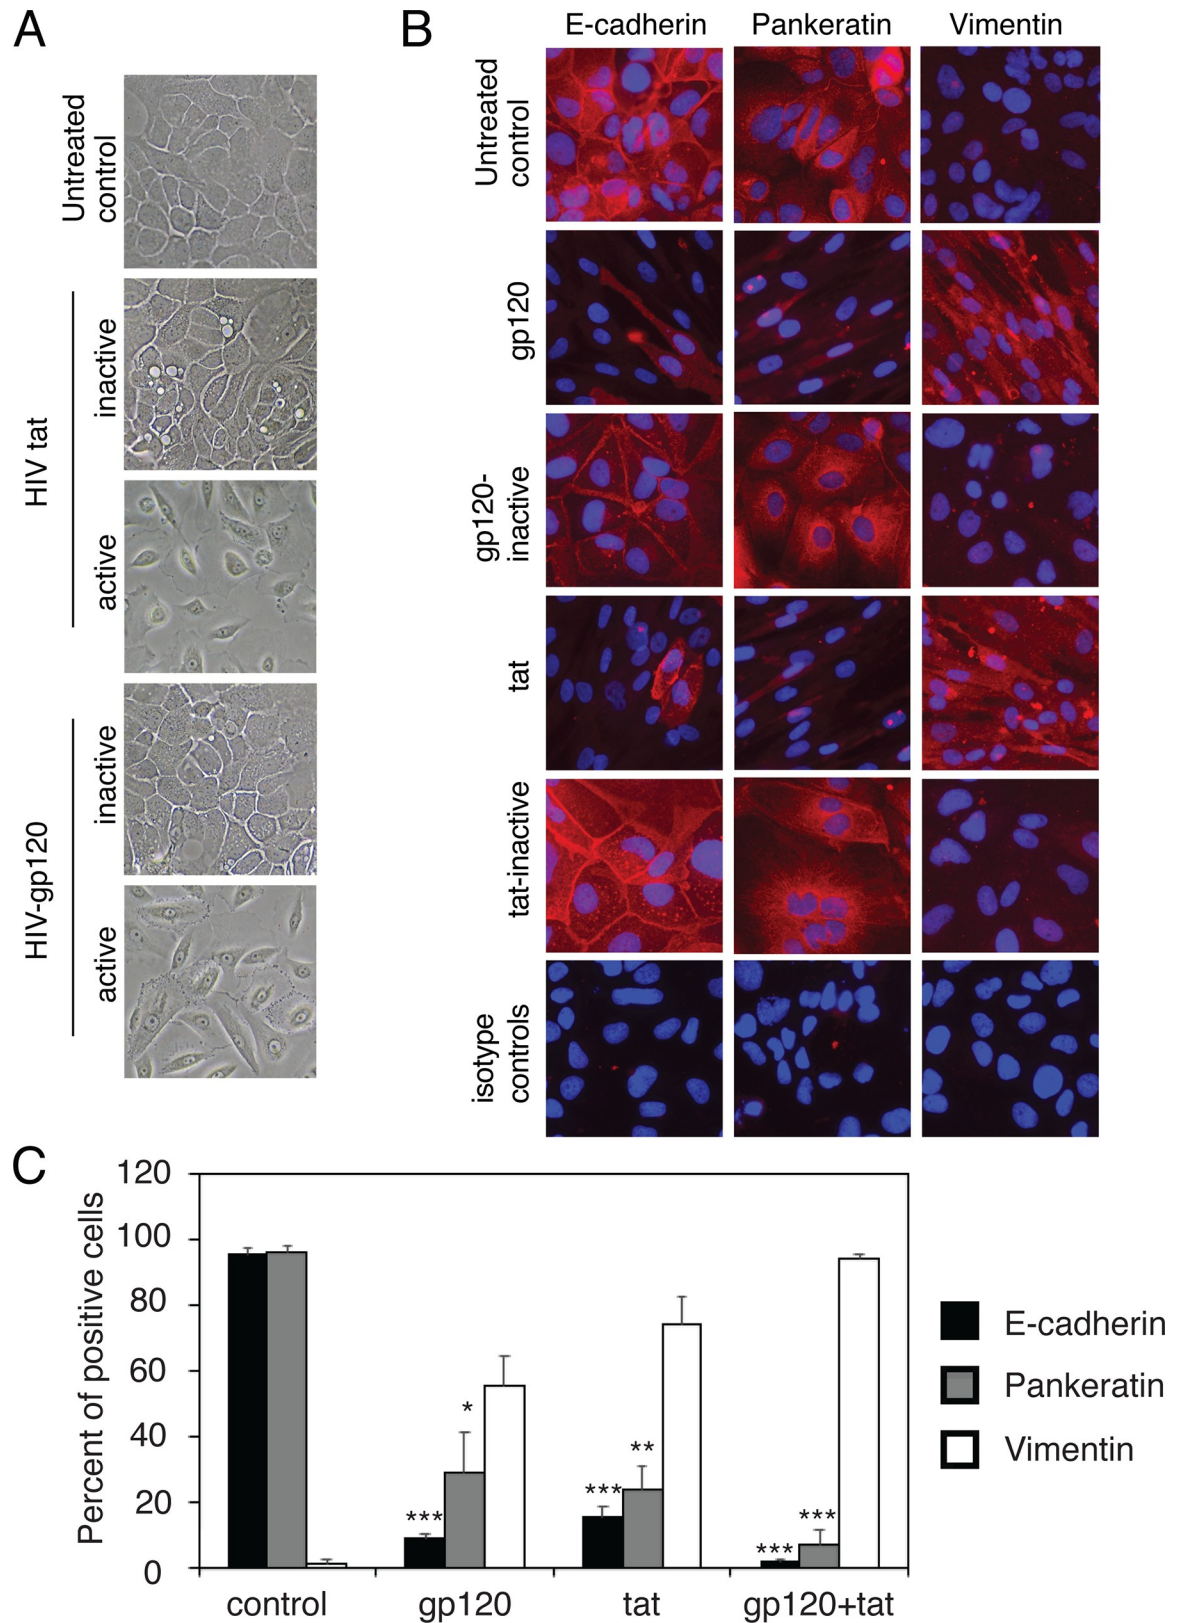 A
Untreated
control
HIV tat
inactive
active
HIV-gp120
inactive
active
B
E-cadherin
Pankeratin
Vimentin
Untreated
control
gp120
gp120-
inactive
tat
tat-inactive
isotype
controls
C
Percent of positive cells
120
100
80
60
40
20
0
***
*
***
**
***
***
control
gp120
tat
gp120+tat
E-cadherin
Pankeratin
Vimentin